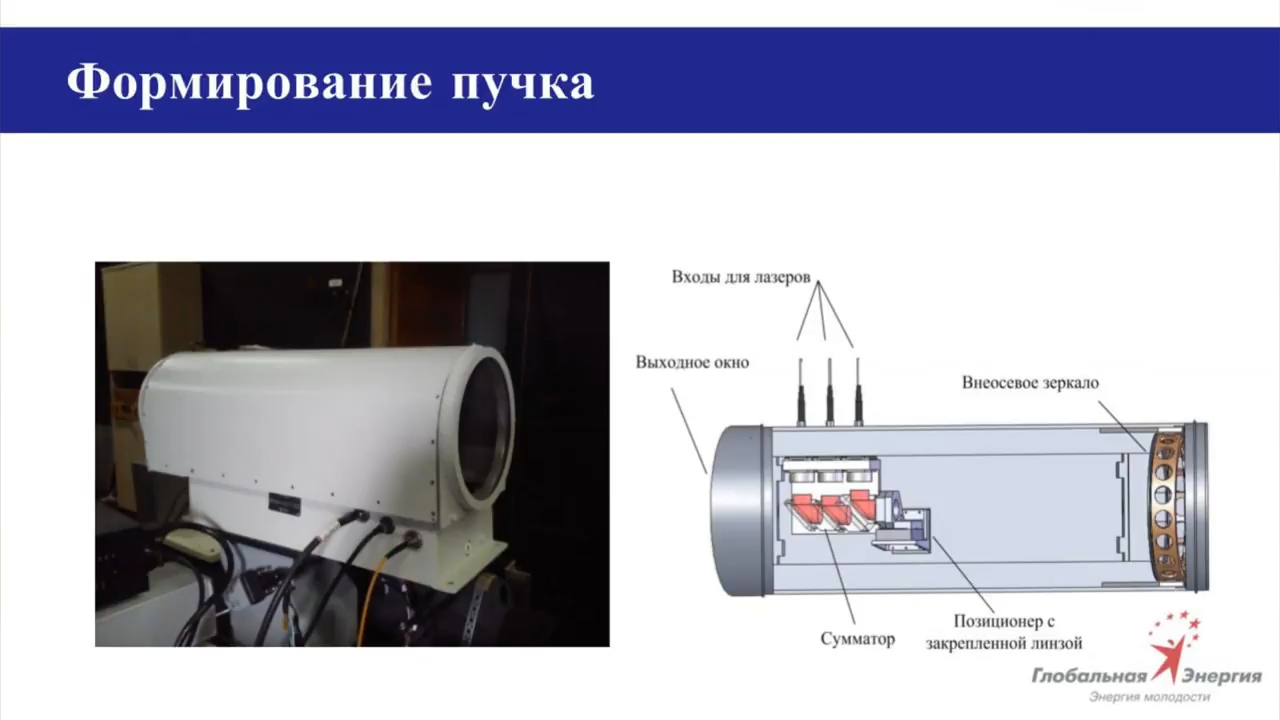 Формирование пучка
Входы для лазеров
Выходное окно
Внеосевое зеркало
Сумматор
Позиционер с
закрепленной линзой
Глобальная Энергия
Энергия молодости